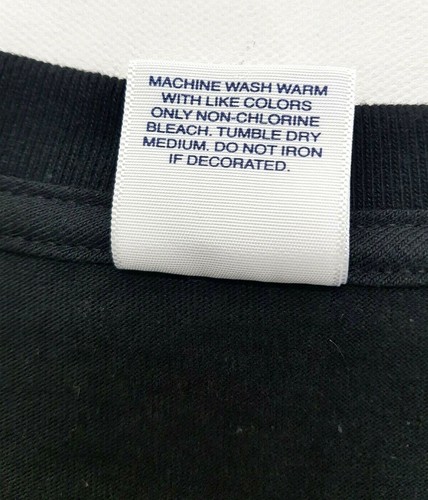 MACHINE WASH WARM
WITH LIKE COLORS
ONLY NON-CHLORINE
BLEACH. TUMBLE DRY
MEDIUM. DO NOT IRON
IF DECORATED.